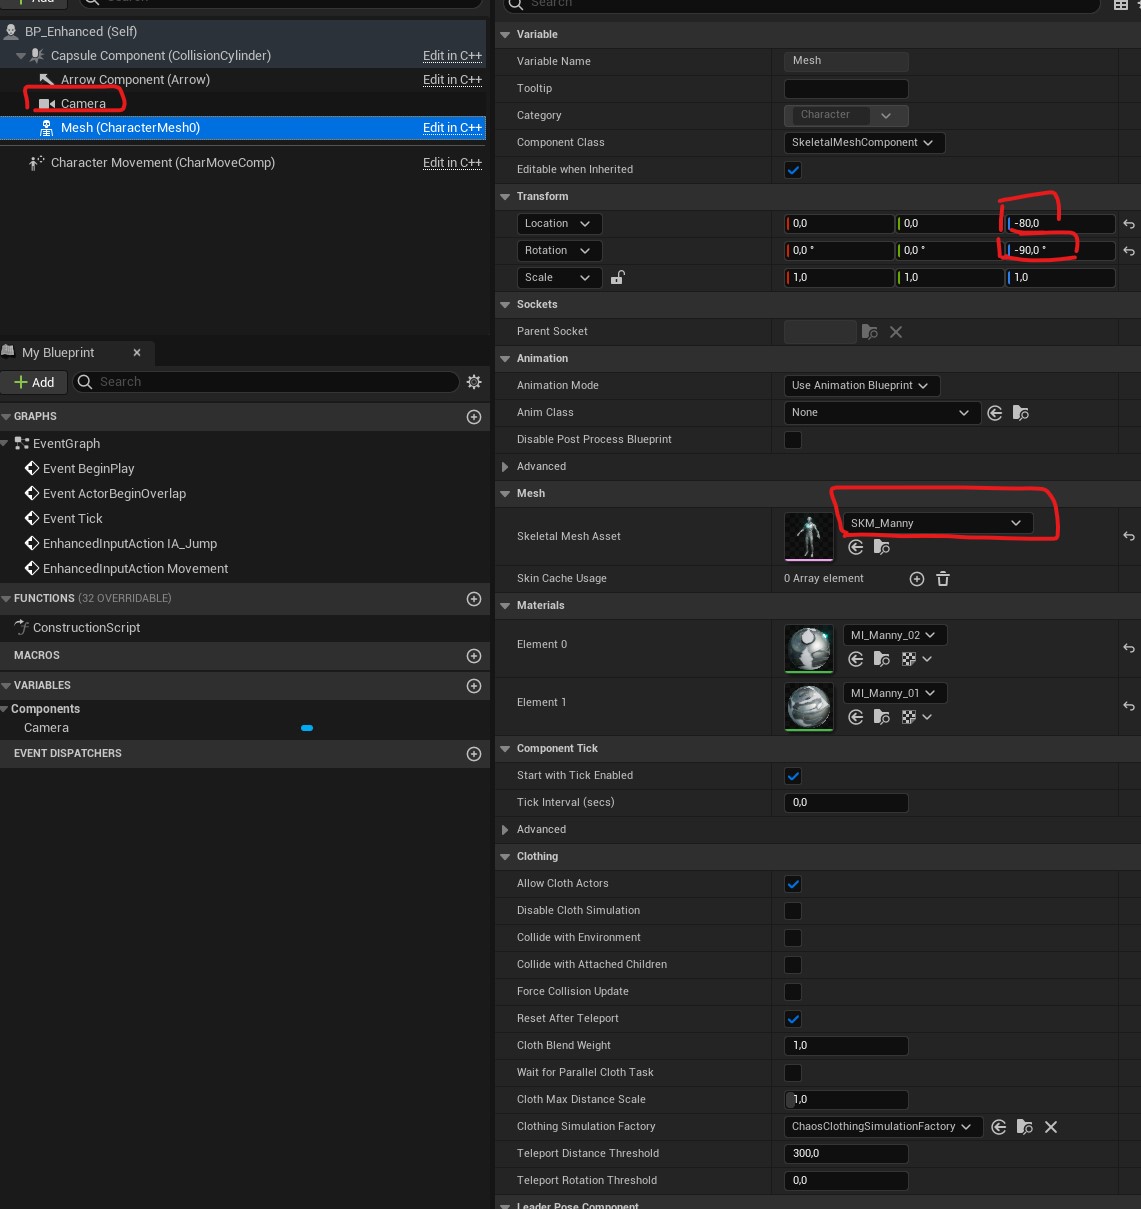 Add
Search
BP_Enhanced (Self)
Capsule Component (CollisionCylinder) Edit in C++
Arrow Component (Arrow) Edit in C++
Camera
Mesh (CharacterMesh0) Edit in C++
Character Movement (CharMoveComp) Edit in C++
My Blueprint
Add Search
GRAPHS
EventGraph
Event BeginPlay
Event ActorBeginOverlap
Event Tick
EnhancedInputAction IA_Jump
EnhancedInputAction Movement
FUNCTIONS (32 OVERRIDABLE)
ConstructionScript
MACROS
VARIABLES
Components
Camera
EVENT DISPATCHERS
Search
Variable
Variable Name Mesh
Tooltip
Category Character
Component Class SkeletalMeshComponent
Editable when Inherited
Transform
Location 0,0 0,0 -80,0
Rotation 0,0 ° 0,0 ° -90,0 °
Scale 1,0 1,0 1,0
Sockets
Parent Socket
Animation
Animation Mode Use Animation Blueprint
Anim Class None
Disable Post Process Blueprint
Advanced
Mesh
Skeletal Mesh Asset SKM_Manny
Skin Cache Usage 0 Array element
Materials
Element 0 MI_Manny_02
Element 1 MI_Manny_01
Component Tick
Start with Tick Enabled
Tick Interval (secs) 0,0
Advanced
Clothing
Allow Cloth Actors
Disable Cloth Simulation
Collide with Environment
Collide with Attached Children
Force Collision Update
Reset After Teleport
Cloth Blend Weight 1,0
Wait for Parallel Cloth Task
Cloth Max Distance Scale 1,0
Clothing Simulation Factory ChaosClothingSimulationFactory
Teleport Distance Threshold 300,0
Teleport Rotation Threshold 0,0
Leader Pose Component